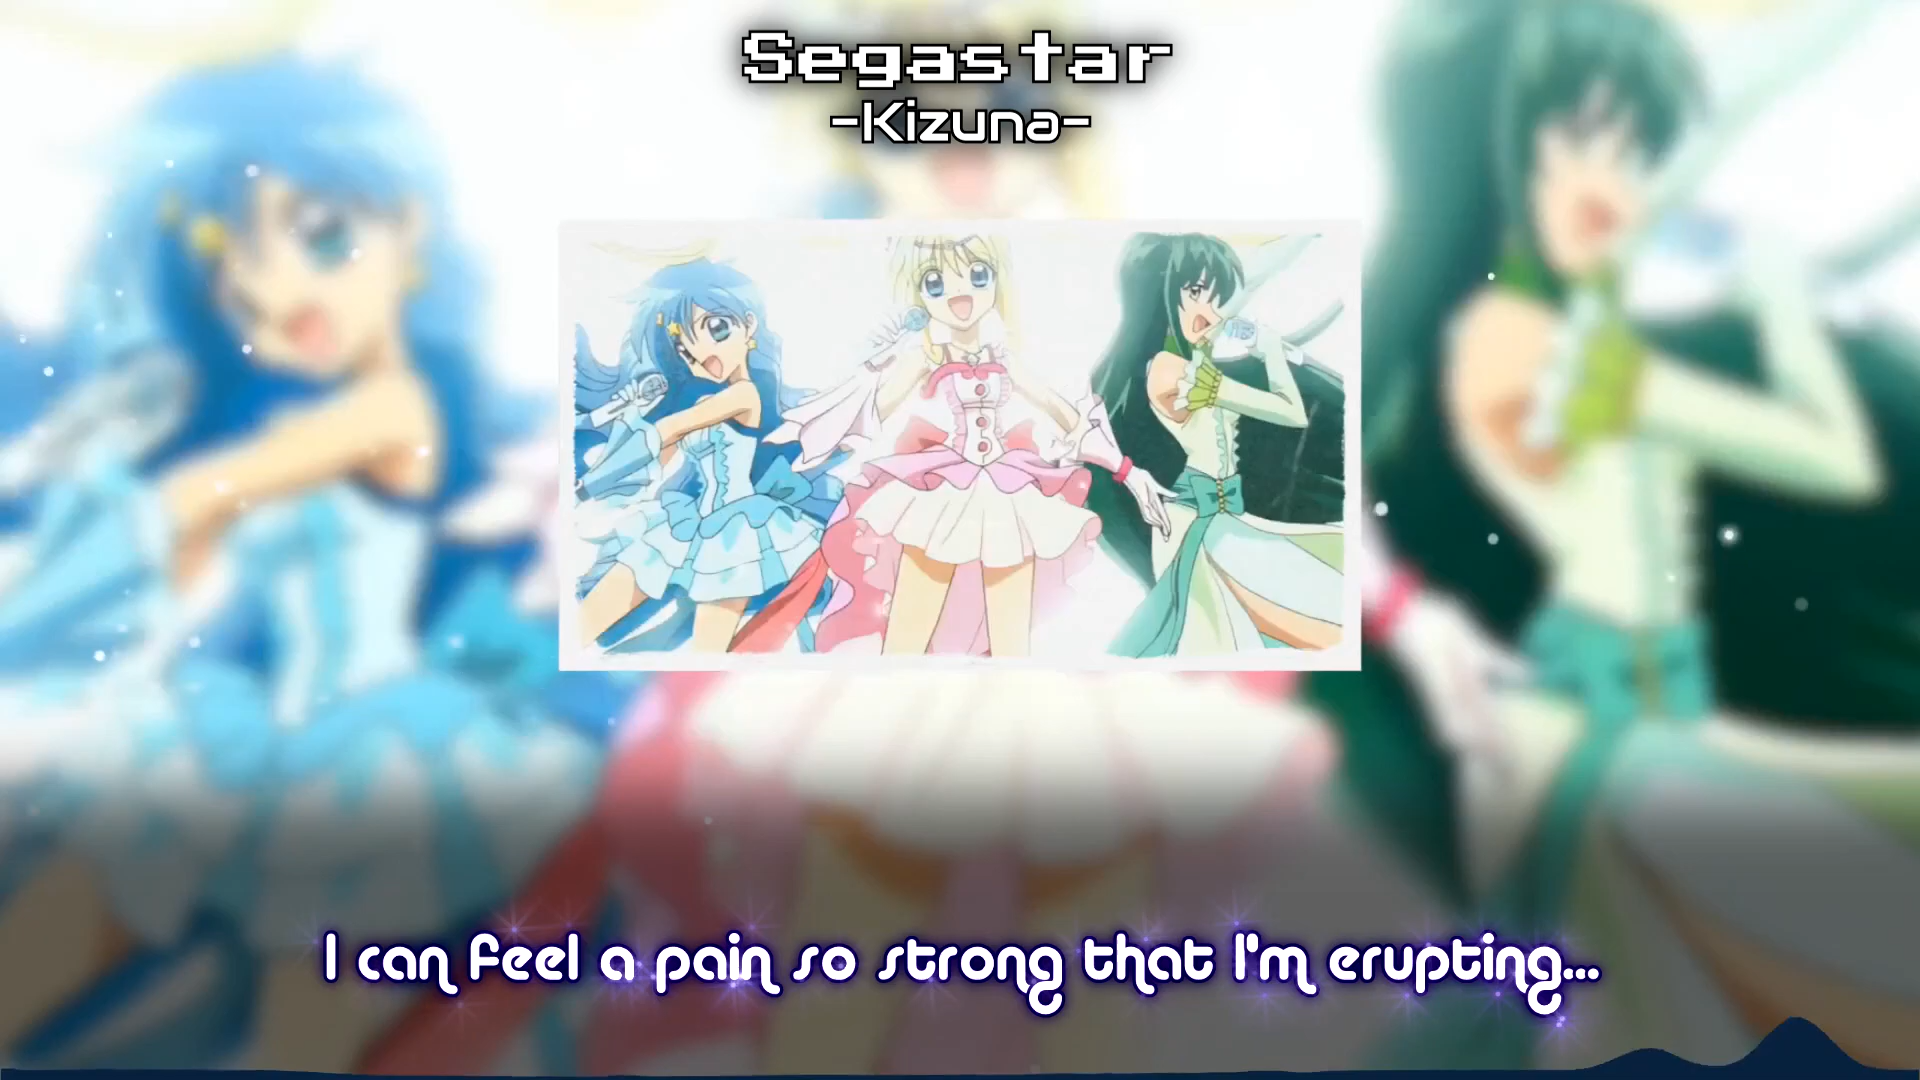 Segastar
-Kizuna-
I can feel a pain so strong that I'm erupting...